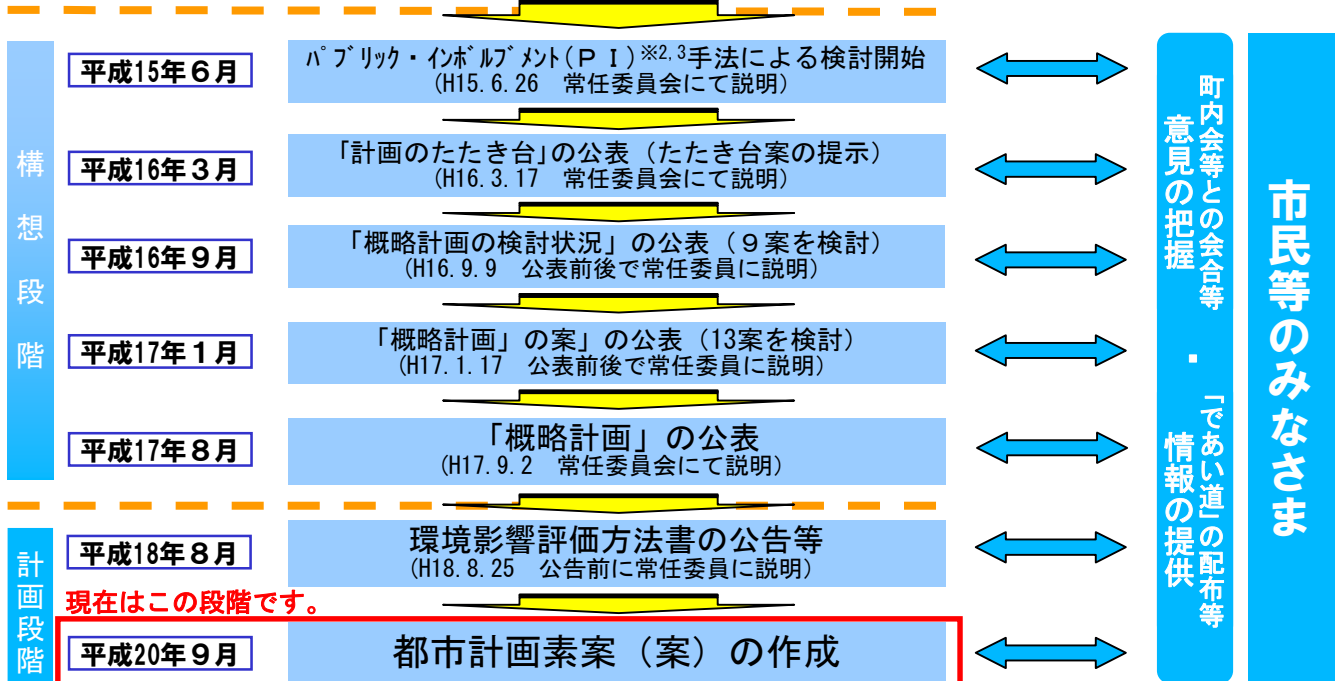 構想段階
平成15年6月
パブリック・インボルブメント(ＰＩ)※2,3手法による検討開始
(H15.6.26　常任委員会にて説明)
平成16年3月
「計画のたたき台」の公表（たたき台案の提示）
(H16.3.17　常任委員会にて説明)
平成16年9月
「概略計画の検討状況」の公表（９案を検討）
(H16.9.9　公表前後で常任委員に説明)
平成17年1月
「概略計画」の案」の公表（13案を検討）
(H17.1.17　公表前後で常任委員に説明)
平成17年8月
「概略計画」の公表
(H17.9.2　常任委員会にて説明)
計画段階
平成18年8月
環境影響評価方法書の公告等
(H18.8.25　公告前に常任委員に説明)
現在はこの段階です。
平成20年9月
都市計画素案（案）の作成
町内会等との会合等　「であい道」の配布等
意見の把握　・　情報の提供
市民等のみなさま